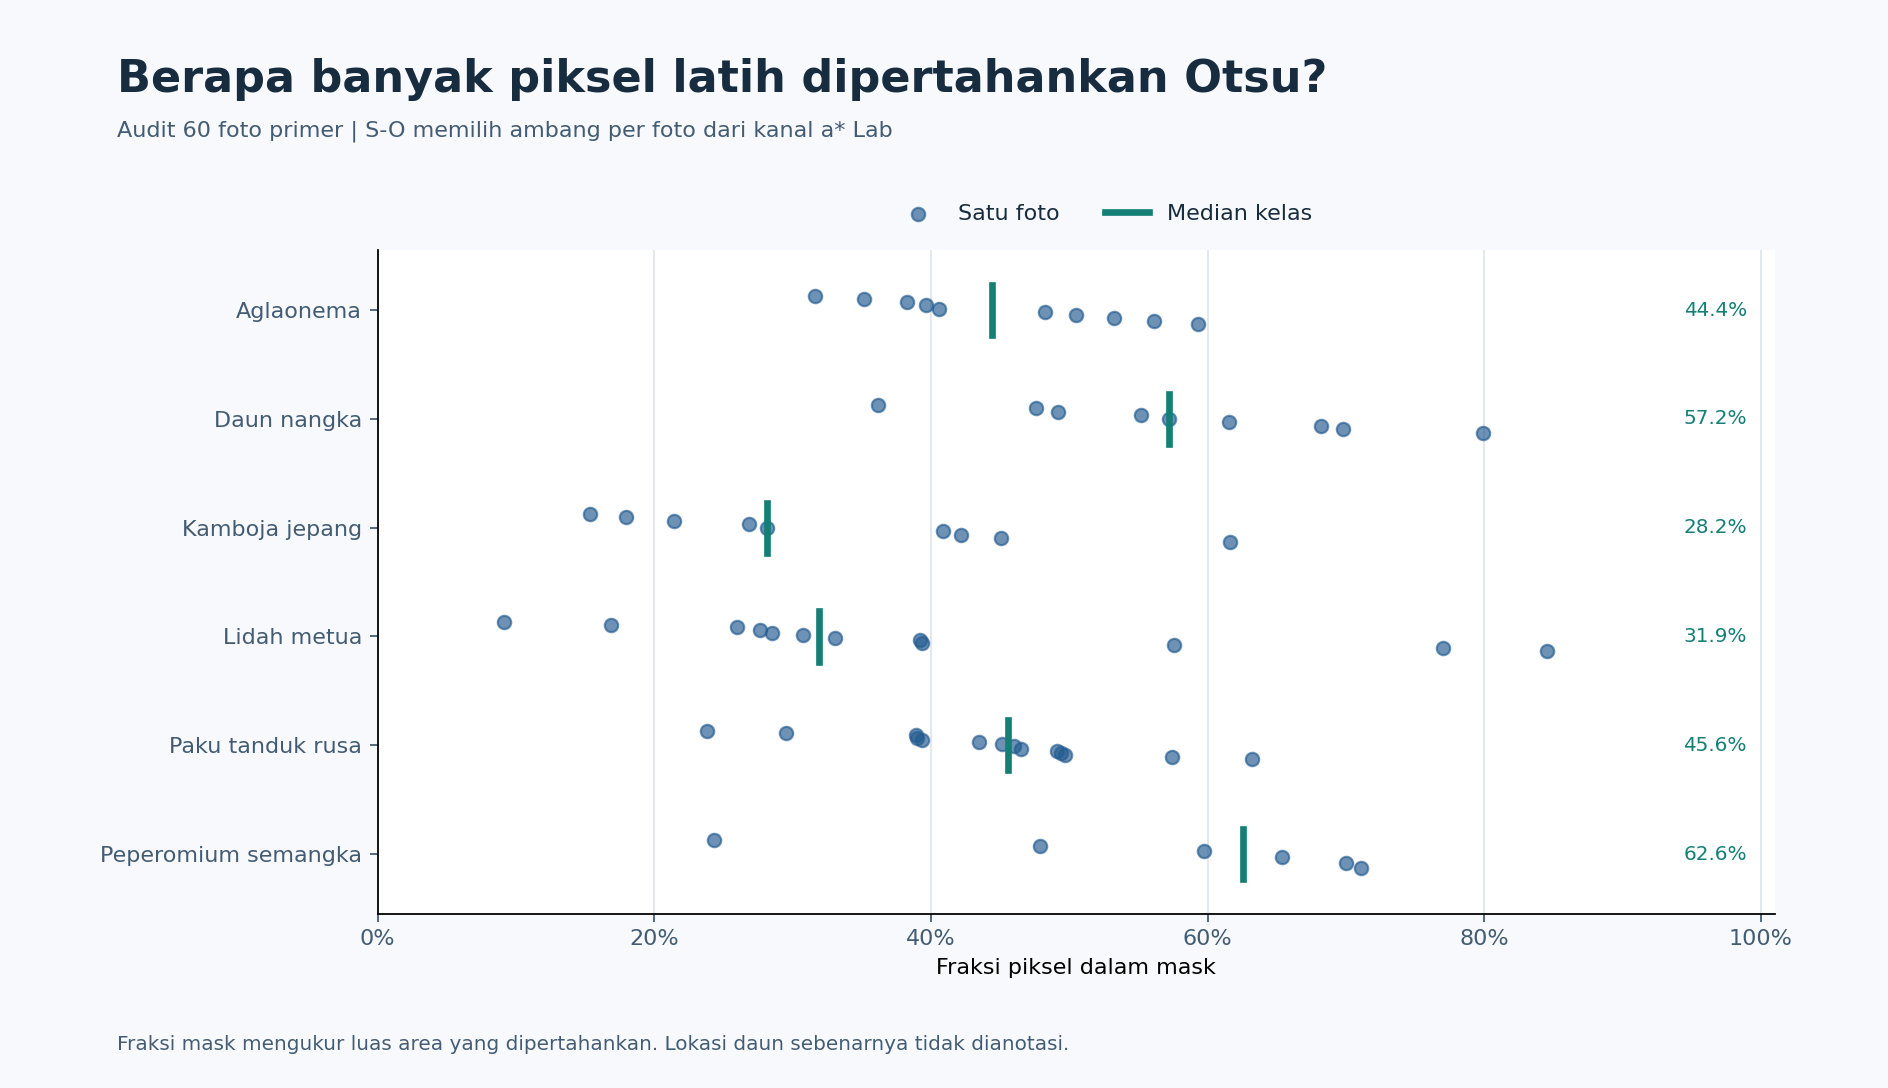 Berapa banyak piksel latih dipertahankan Otsu?
Audit 60 foto primer | S-O memilih ambang per foto dari kanal a* Lab
Satu foto
Median kelas
Aglaonema
44.4%
Daun nangka
57.2%
Kamboja jepang
28.2%
Lidah metua
31.9%
Paku tanduk rusa
45.6%
Peperomium semangka
62.6%
0%
20%
40%
60%
80%
100%
Fraksi piksel dalam mask
Fraksi mask mengukur luas area yang dipertahankan. Lokasi daun sebenarnya tidak dianotasi.